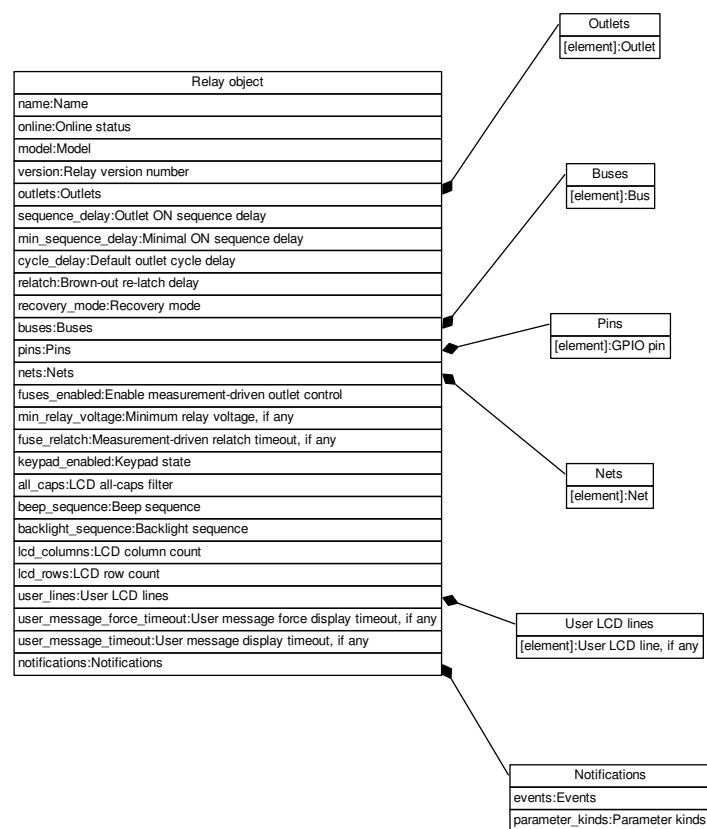 Outlets
[element]:Outlet
Relay object
name:Name
online:Online status
model:Model
version:Relay version number
outlets:Outlets
sequence_delay:Outlet ON sequence delay
min_sequence_delay:Minimal ON sequence delay
cycle_delay:Default outlet cycle delay
relatch:Brown-out re-latch delay
recovery_mode:Recovery mode
buses:Buses
pins:Pins
nets:Nets
fuses_enabled:Enable measurement-driven outlet control
min_relay_voltage:Minimum relay voltage, if any
fuse_relatch:Measurement-driven relatch timeout, if any
keypad_enabled:Keypad state
all_caps:LCD all-caps filter
beep_sequence:Beep sequence
backlight_sequence:Backlight sequence
lcd_columns:LCD column count
lcd_rows:LCD row count
user_lines:User LCD lines
user_message_force_timeout:User message force display timeout, if any
user_message_timeout:User message display timeout, if any
notifications:Notifications
Buses
[element]:Bus
Pins
[element]:GPIO pin
Nets
[element]:Net
User LCD lines
[element]:User LCD line, if any
Notifications
events:Events
parameter_kinds:Parameter kinds